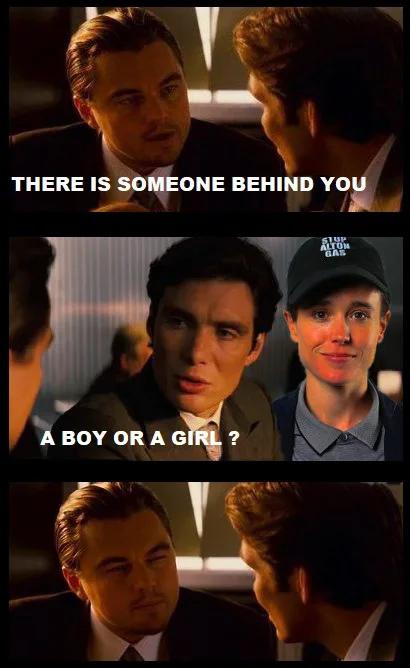 THERE IS SOMEONE BEHIND YOU
STOP
ALTON
GAS
A BOY OR A GIRL ?